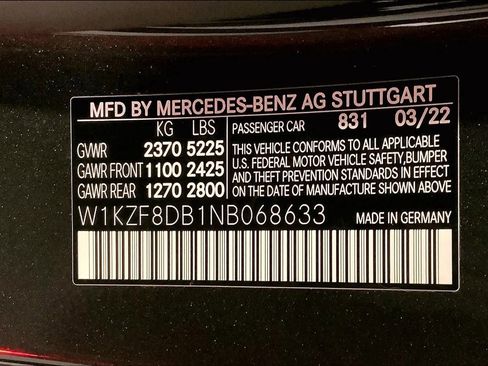 MFD BY MERCEDES-BENZ AG STUTTGART
KG LBS PASSENGER CAR 831 03/22
GVWR 2370 5225
GAWR FRONT 1100 2425
GAWR REAR 1270 2800
THIS VEHICLE CONFORMS TO ALL APPLICABLE
U.S. FEDERAL MOTOR VEHICLE SAFETY, BUMPER
AND THEFT PREVENTION STANDARDS IN EFFECT
ON THE DATE OF MANUFACTURE SHOWN ABOVE.
W1KZF8DB1NB068633 MADE IN GERMANY